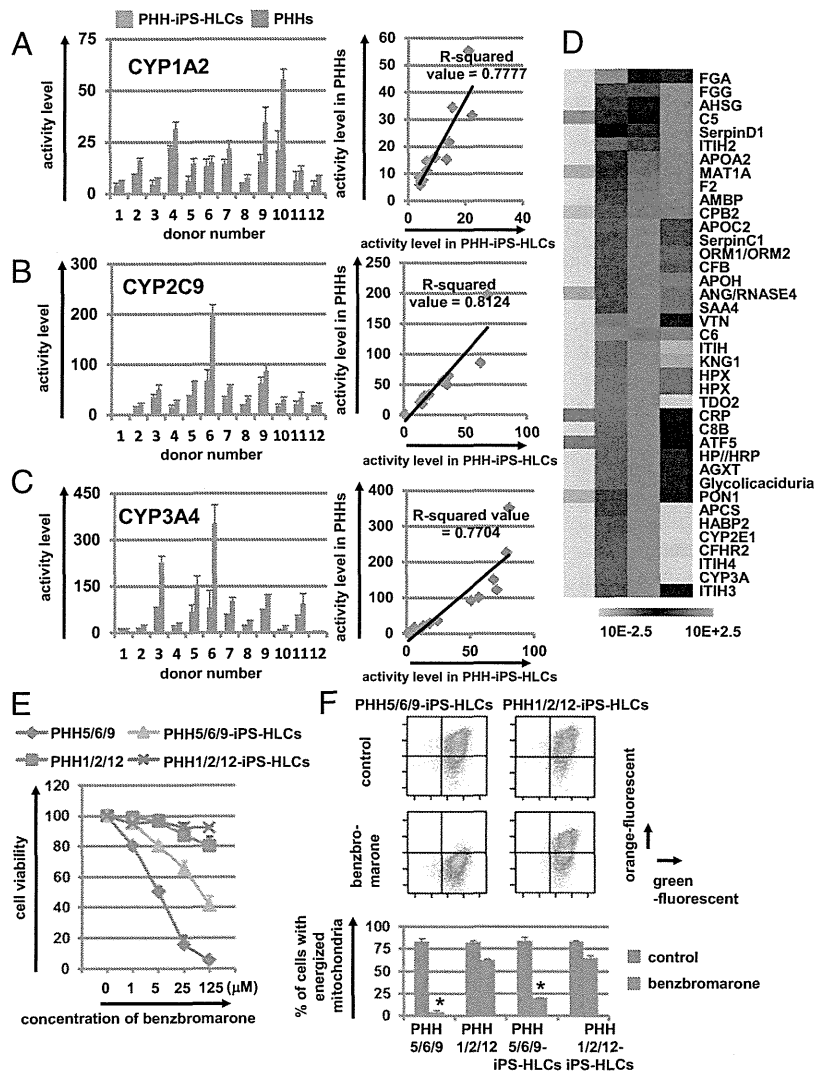 PHH-iPS-HLCs PHHs
A
activity level
75
50
25
0
CYP1A2
1 2 3 4 5 6 7 8 9 10 11 12
donor number
activity level in PHHs
60
50
40
30
20
10
0
R-squared
value = 0.7777
0 20 40
activity level in PHH-iPS-HLCs
B
activity level
300
200
100
0
CYP2C9
1 2 3 4 5 6 7 8 9 10 11 12
donor number
activity level in PHHs
250
200
150
100
50
0
R-squared
value = 0.8124
0 50 100
activity level in PHH-iPS-HLCs
C
activity level
450
300
150
0
CYP3A4
1 2 3 4 5 6 7 8 9 10 11 12
donor number
activity level in PHHs
400
300
200
100
0
R-squared value
= 0.7704
0 50 100
activity level in PHH-iPS-HLCs
D
FGA
FGG
AHSG
C5
SerpinD1
ITIH2
APOA2
MAT1A
F2
AMBP
CPB2
APOC2
SerpinC1
ORM1/ORM2
CFB
APOH
ANG/RNASE4
SAA4
VTN
C6
ITIH
KNG1
HPX
HPX
TDO2
CRP
C8B
ATF5
HP//HRP
AGXT
Glycolicaciduria
PON1
APCS
HABP2
CYP2E1
CFHR2
ITIH4
CYP3A
ITIH3
10E-2.5 10E+2.5
E
PHH5/6/9 PHH5/6/9-iPS-HLCs
PHH1/2/12 PHH1/2/12-iPS-HLCs
cell viability
120
100
80
60
40
20
0
0 1 5 25 125 (μM)
concentration of benzbromarone
F
PHH5/6/9-iPS-HLCs PHH1/2/12-iPS-HLCs
control
benzbro-
marone
orange-fluorescent
green
-fluorescent
% of cells with
energized
mitochondria
100
75
50
25
0
* *
control
benzbromarone
PHH PHH PHH PHH
5/6/9 1/2/12 5/6/9- 1/2/12-
iPS-HLCs iPS-HLCs